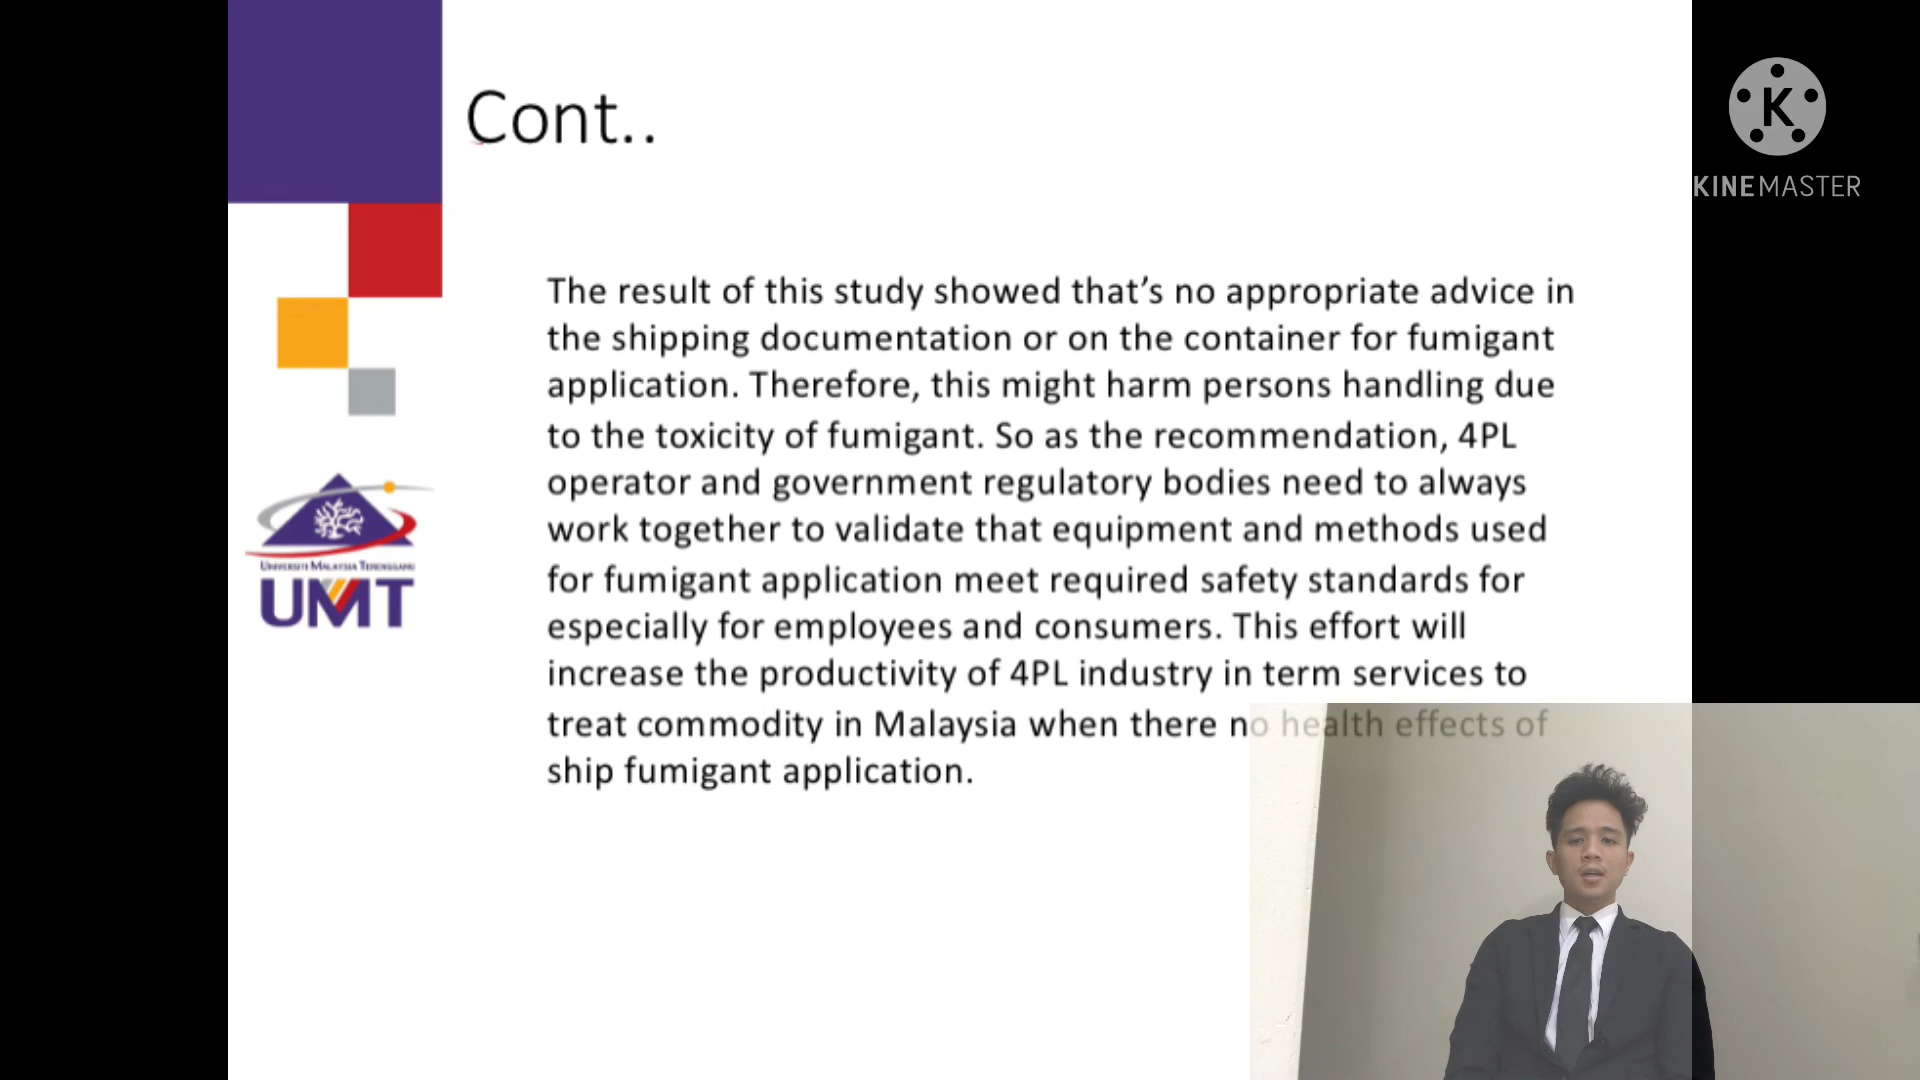 Cont..
KINEMASTER
The result of this study showed that's no appropriate advice in
the shipping documentation or on the container for fumigant
application. Therefore, this might harm persons handling due
to the toxicity of fumigant. So as the recommendation, 4PL
operator and government regulatory bodies need to always
work together to validate that equipment and methods used
for fumigant application meet required safety standards for
especially for employees and consumers. This effort will
increase the productivity of 4PL industry in term services to
treat commodity in Malaysia when there no health effects of
ship fumigant application.
UNIVERSITI MALAYSIA TERENGGANU
UMT